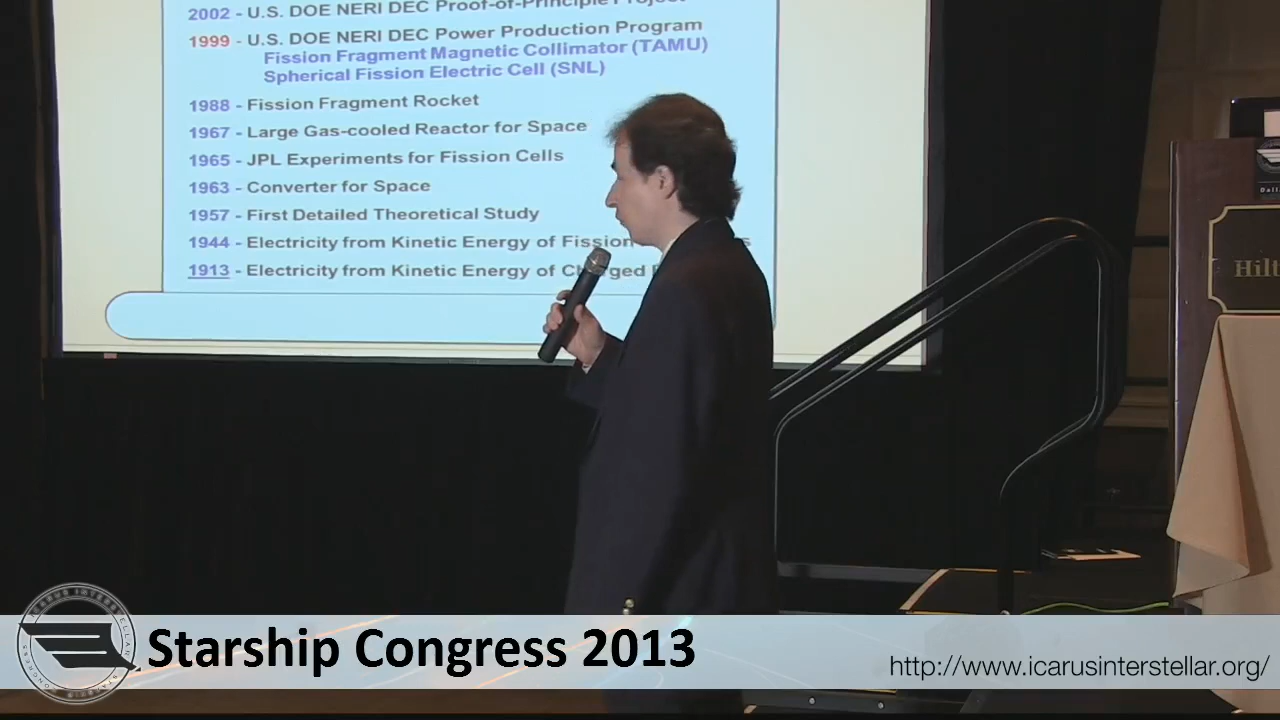 2002 - U.S. DOE NERI DEC Proof-of-Principle Project
1999 - U.S. DOE NERI DEC Power Production Program
Fission Fragment Magnetic Collimator (TAMU)
Spherical Fission Electric Cell (SNL)
1988 - Fission Fragment Rocket
1967 - Large Gas-cooled Reactor for Space
1965 - JPL Experiments for Fission Cells
1963 - Converter for Space
1957 - First Detailed Theoretical Study
1944 - Electricity from Kinetic Energy of Fission
1913 - Electricity from Kinetic Energy of
Starship Congress 2013
http://www.icarusinterstellar.org/